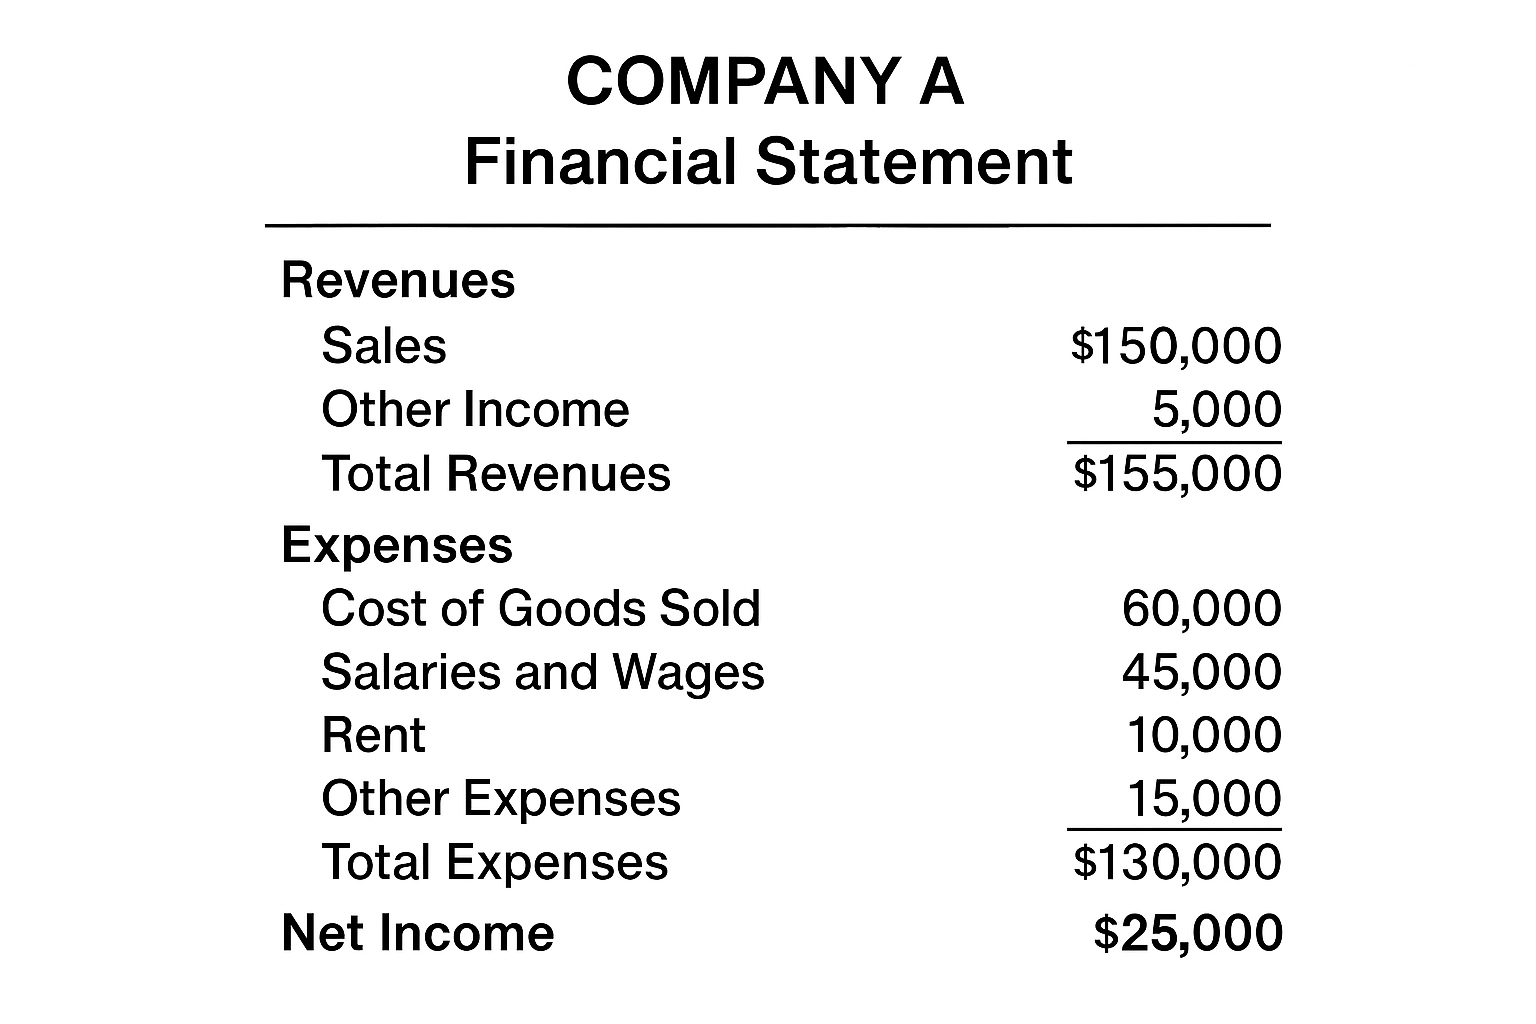 COMPANY A
Financial Statement
Revenues
Sales $150,000
Other Income 5,000
Total Revenues $155,000
Expenses
Cost of Goods Sold 60,000
Salaries and Wages 45,000
Rent 10,000
Other Expenses 15,000
Total Expenses $130,000
Net Income $25,000